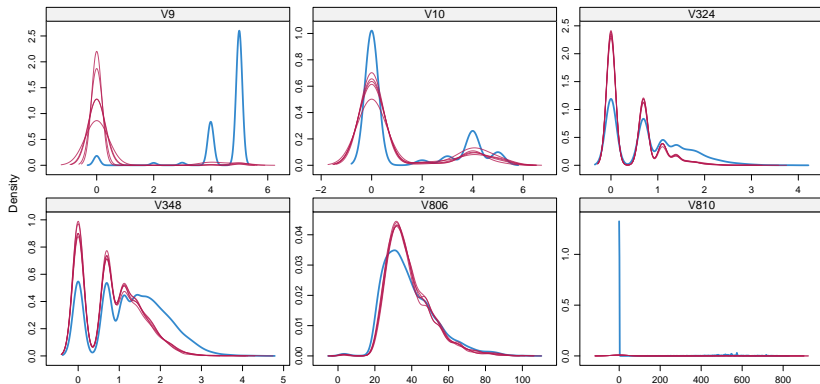 V9
V10
V324
0.0 0.5 1.0 1.5 2.0 2.5
0 2 4 6
0.0 0.2 0.4 0.6 0.8 1.0
−2 0 2 4 6
0.0 0.5 1.0 1.5 2.0 2.5
0 1 2 3 4
Density
V348
V806
V810
0.0 0.2 0.4 0.6 0.8 1.0
0 1 2 3 4 5
0.00 0.01 0.02 0.03 0.04
0 20 40 60 80 100
0.0 0.5 1.0
0 200 400 600 800